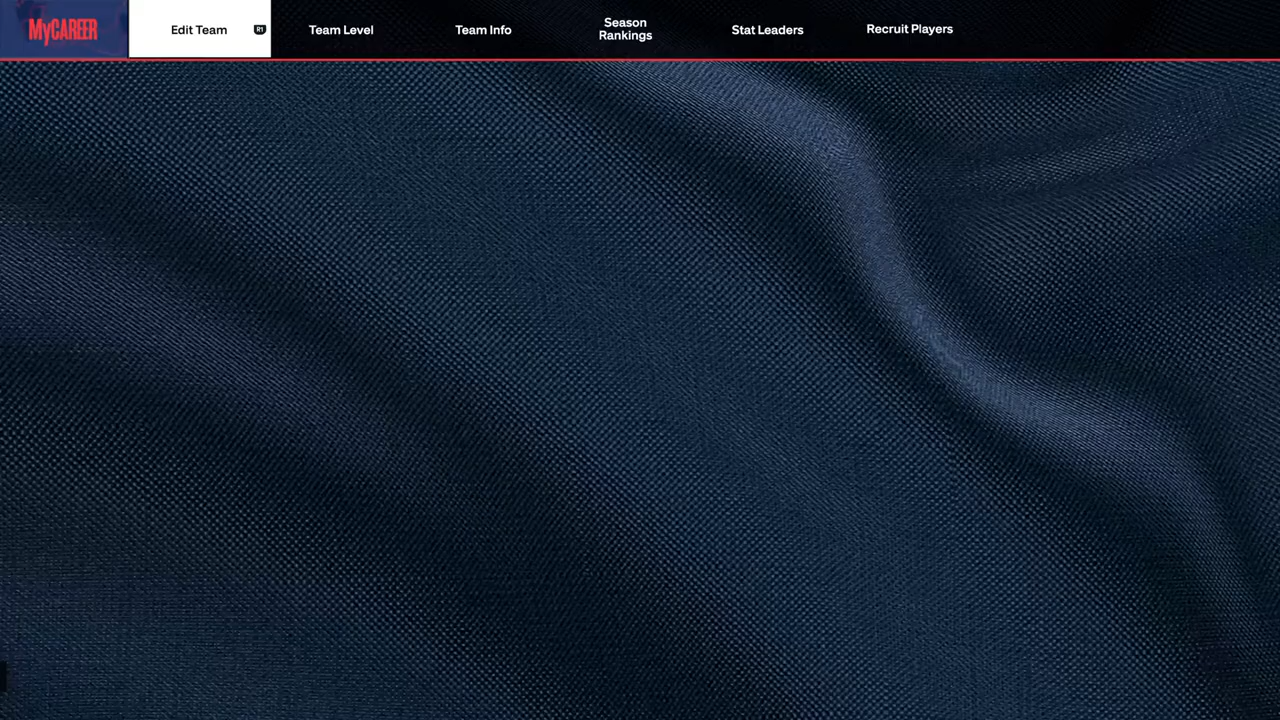 MyCAREER
Edit Team
R1
Team Level
Team Info
Season
Rankings
Stat Leaders
Recruit Players